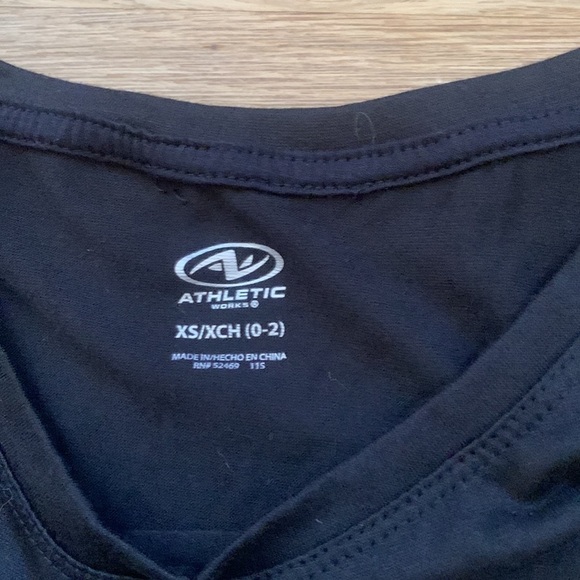 ATHLETIC
WORKS®
XS/XCH (0-2)
MADE IN/HECHO EN CHINA
RN# 52469 115